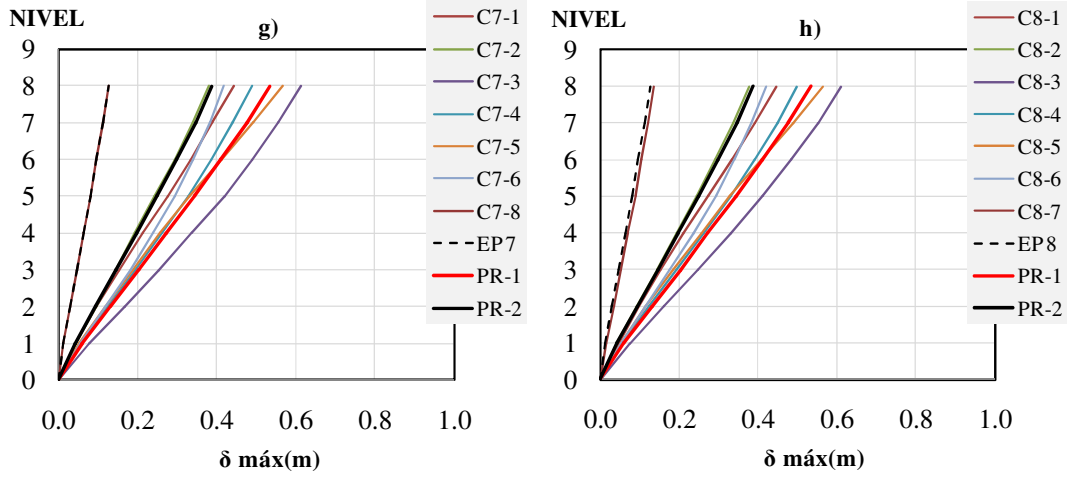 NIVEL
g)
9
8
7
6
5
4
3
2
1
0
0.0 0.2 0.4 0.6 0.8 1.0
δ máx(m)
C7-1
C7-2
C7-3
C7-4
C7-5
C7-6
C7-8
EP7
PR-1
PR-2
NIVEL
h)
9
8
7
6
5
4
3
2
1
0
0.0 0.2 0.4 0.6 0.8 1.0
δ máx(m)
C8-1
C8-2
C8-3
C8-4
C8-5
C8-6
C8-7
EP8
PR-1
PR-2